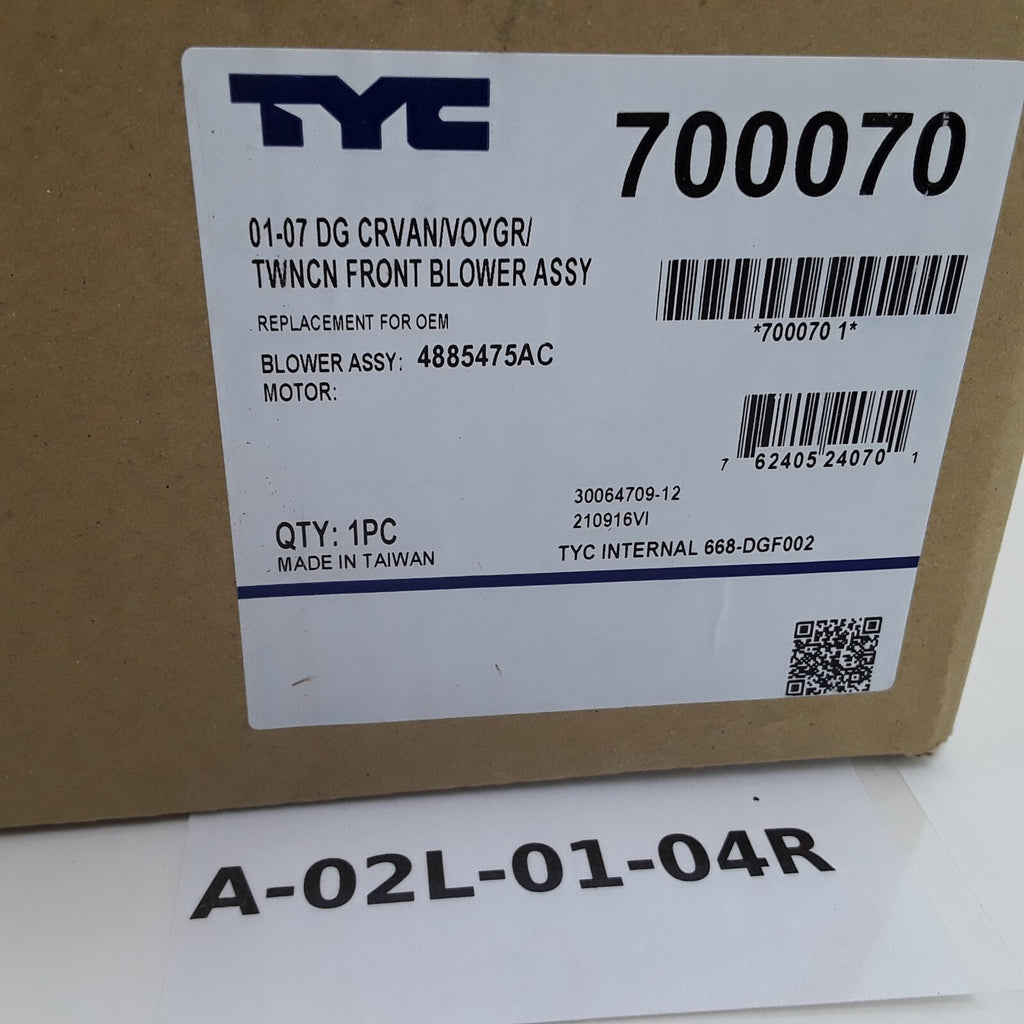 TYC
700070
01-07 DG CRVAN/VOYGR/
TWNCN FRONT BLOWER ASSY
REPLACEMENT FOR OEM
BLOWER ASSY: 4885475AC
MOTOR:
*700070 1*
7 62405 24070 1
QTY: 1PC
MADE IN TAIWAN
30064709-12
210916VI
TYC INTERNAL 668-DGF002
A-02L-01-04R